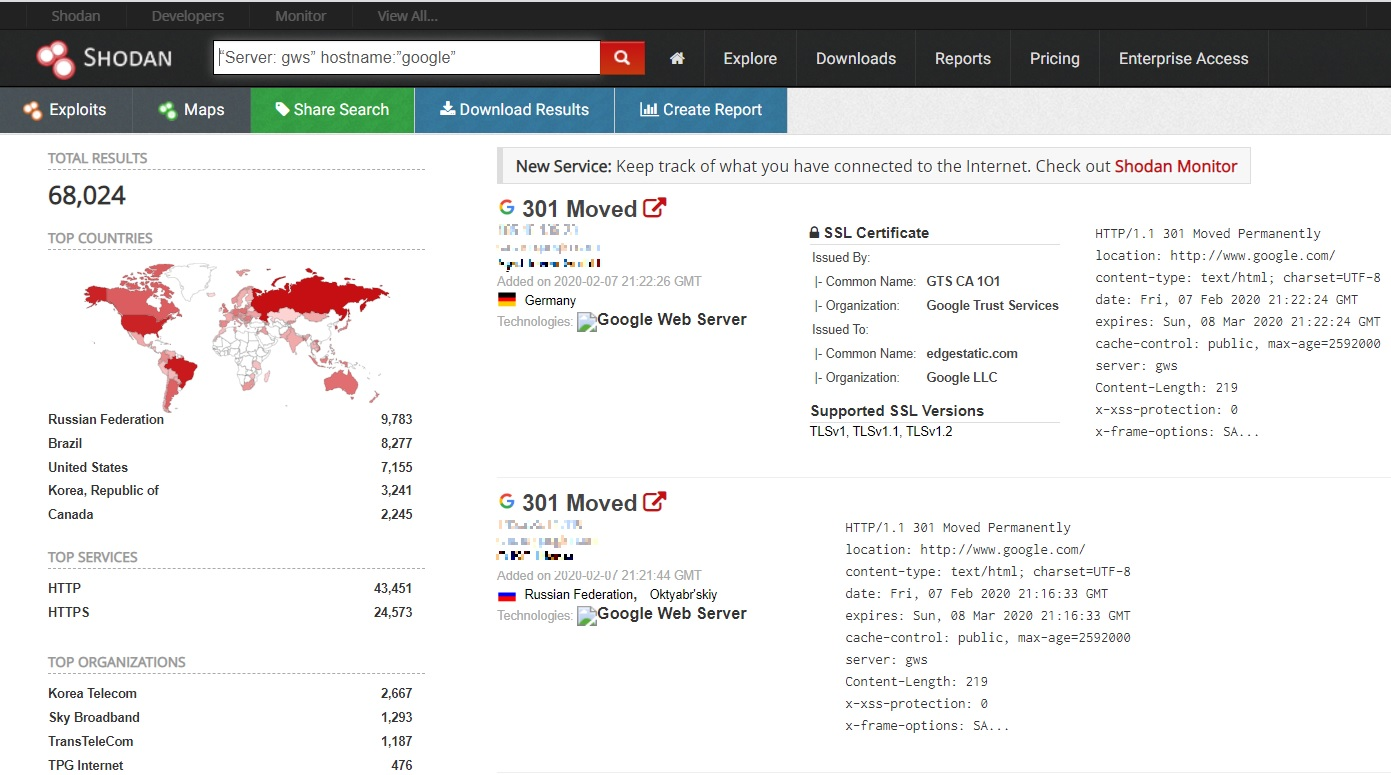 Shodan Developers Monitor View All...
SHODAN
“Server: gws” hostname:”google”
Explore Downloads Reports Pricing Enterprise Access
Exploits Maps Share Search Download Results Create Report
TOTAL RESULTS
68,024
TOP COUNTRIES
Russian Federation 9,783
Brazil 8,277
United States 7,155
Korea, Republic of 3,241
Canada 2,245
TOP SERVICES
HTTP 43,451
HTTPS 24,573
TOP ORGANIZATIONS
Korea Telecom 2,667
Sky Broadband 1,293
TransTeleCom 1,187
TPG Internet 476
New Service: Keep track of what you have connected to the Internet. Check out Shodan Monitor
301 Moved
Added on 2020-02-07 21:22:26 GMT
Germany
Technologies: Google Web Server
SSL Certificate
Issued By:
|- Common Name: GTS CA 1O1
|- Organization: Google Trust Services
Issued To:
|- Common Name: edgestatic.com
|- Organization: Google LLC
Supported SSL Versions
TLSv1, TLSv1.1, TLSv1.2
HTTP/1.1 301 Moved Permanently
location: http://www.google.com/
content-type: text/html; charset=UTF-8
date: Fri, 07 Feb 2020 21:22:24 GMT
expires: Sun, 08 Mar 2020 21:22:24 GMT
cache-control: public, max-age=2592000
server: gws
Content-Length: 219
x-xss-protection: 0
x-frame-options: SA...
301 Moved
Added on 2020-02-07 21:21:44 GMT
Russian Federation, Oktyabr'skiy
Technologies: Google Web Server
HTTP/1.1 301 Moved Permanently
location: http://www.google.com/
content-type: text/html; charset=UTF-8
date: Fri, 07 Feb 2020 21:16:33 GMT
expires: Sun, 08 Mar 2020 21:16:33 GMT
cache-control: public, max-age=2592000
server: gws
Content-Length: 219
x-xss-protection: 0
x-frame-options: SA...